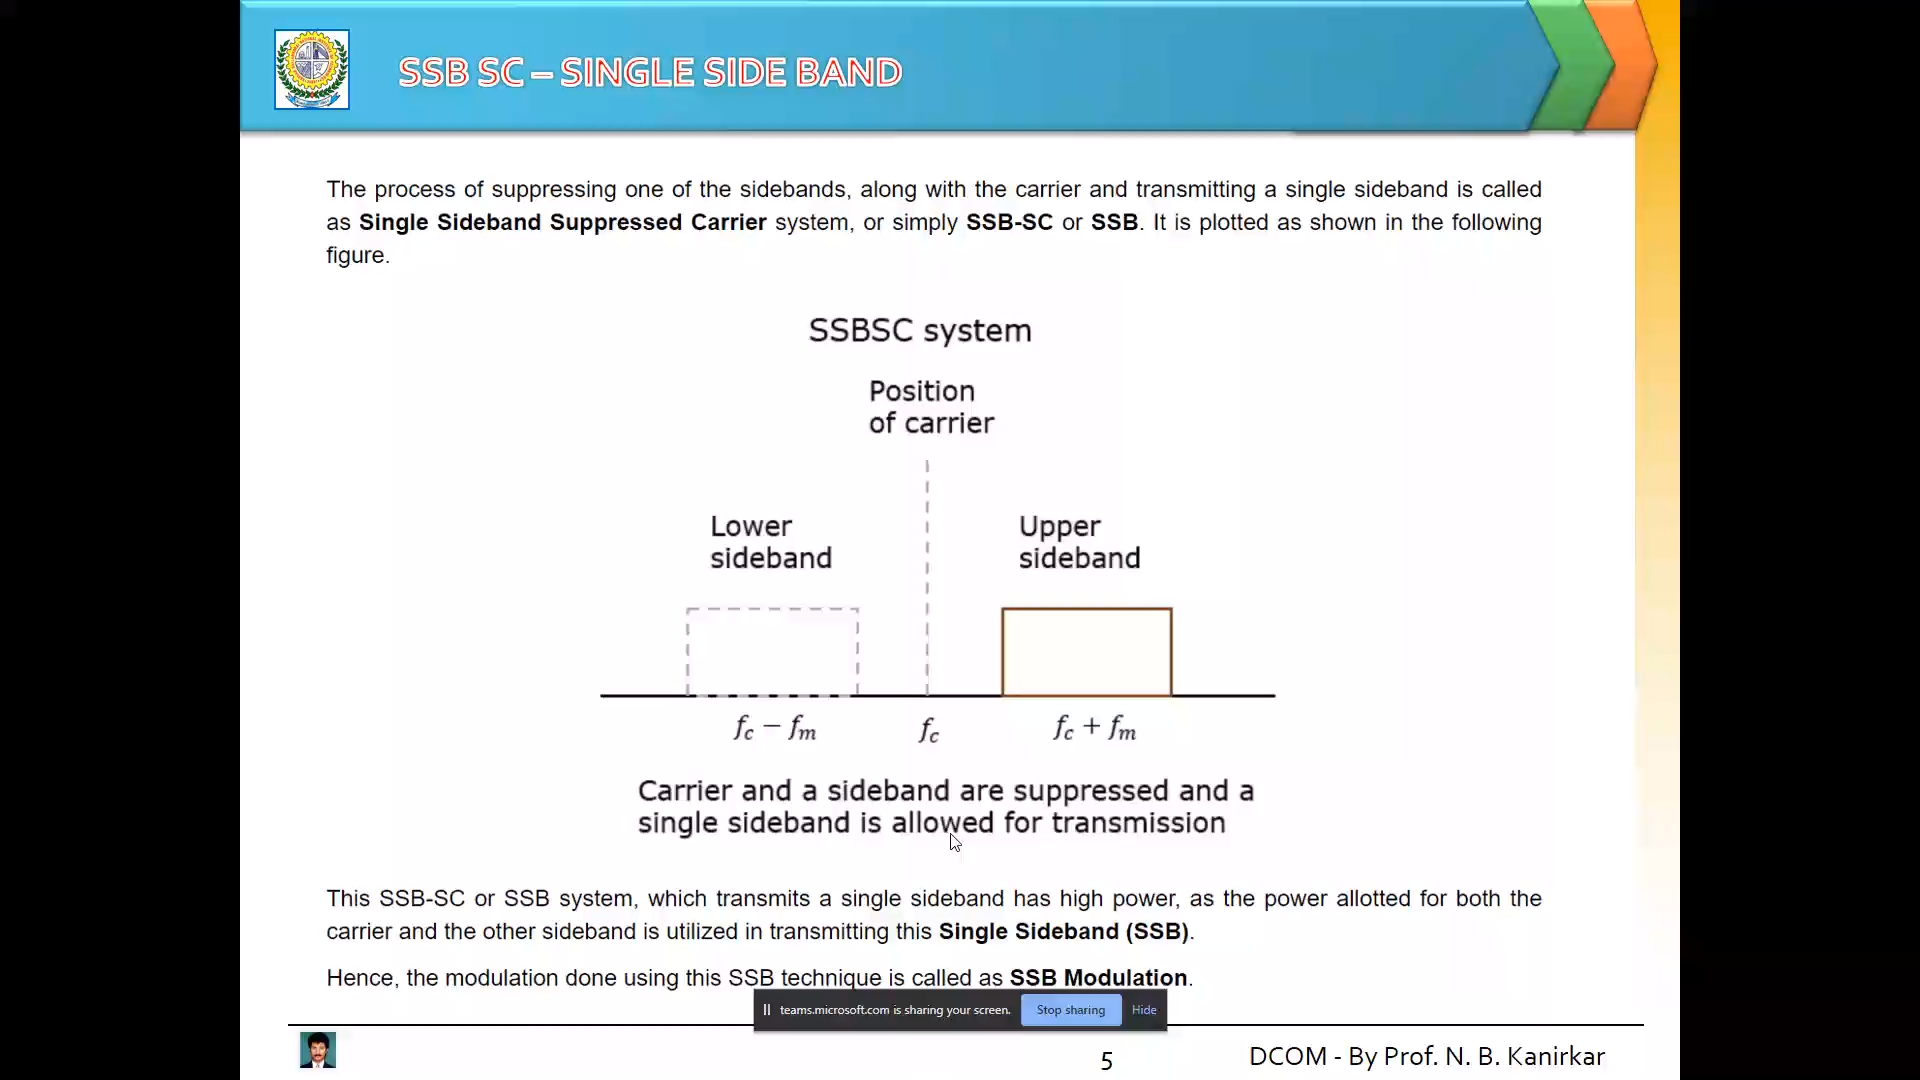 SSB SC – SINGLE SIDE BAND
The process of suppressing one of the sidebands, along with the carrier and transmitting a single sideband is called
as Single Sideband Suppressed Carrier system, or simply SSB-SC or SSB. It is plotted as shown in the following
figure.
SSBSC system
Position
of carrier
Lower
sideband
Upper
sideband
fc − fm
fc
fc + fm
Carrier and a sideband are suppressed and a
single sideband is allowed for transmission
This SSB-SC or SSB system, which transmits a single sideband has high power, as the power allotted for both the
carrier and the other sideband is utilized in transmitting this Single Sideband (SSB).
Hence, the modulation done using this SSB technique is called as SSB Modulation.
teams.microsoft.com is sharing your screen. Stop sharing Hide
5
DCOM - By Prof. N. B. Kanirkar